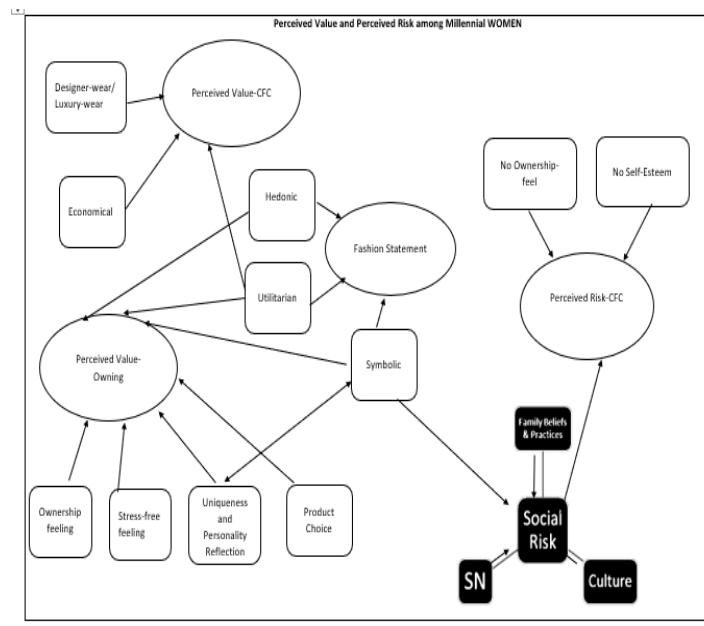 Perceived Value and Perceived Risk among Millennial WOMEN
Designer-wear/
Luxury-wear
Perceived Value-CFC
Economical
Hedonic
Fashion Statement
Utilitarian
No Ownership-
feel
No Self-Esteem
Perceived Risk-CFC
Perceived Value-
Owning
Symbolic
Family Beliefs
& Practices
Ownership
feeling
Stress-free
feeling
Uniqueness
and
Personality
Reflection
Product
Choice
Social
Risk
SN
Culture